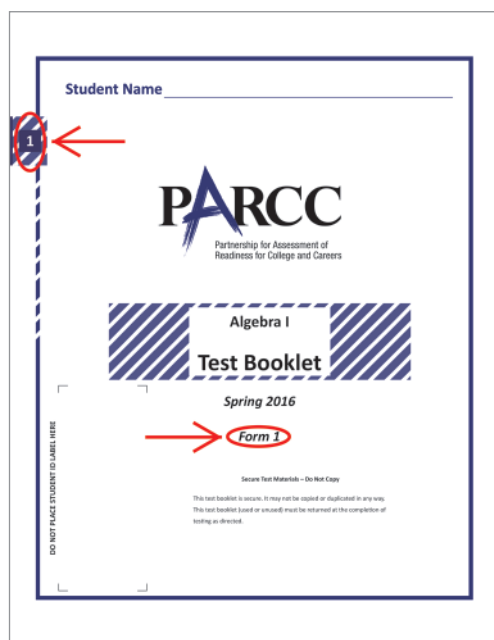 Student Name
1
PARCC
Partnership for Assessment of
Readiness for College and Careers
Algebra I
Test Booklet
Spring 2016
Form 1
DO NOT PLACE STUDENT ID LABEL HERE
Secure Test Materials – Do Not Copy
This test booklet is secure. It may not be copied or duplicated in any way.
This test booklet (used or unused) must be returned at the completion of
testing as directed.